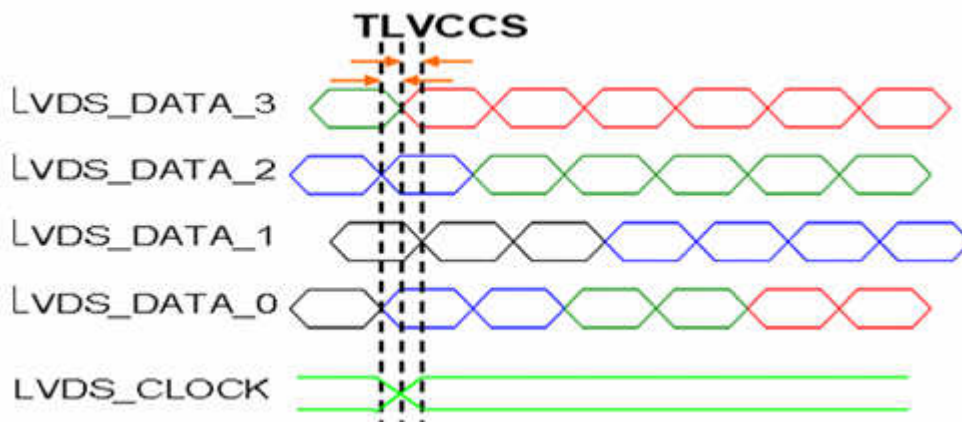 TLVCCS
LVDS_DATA_3
LVDS_DATA_2
LVDS_DATA_1
LVDS_DATA_0
LVDS_CLOCK